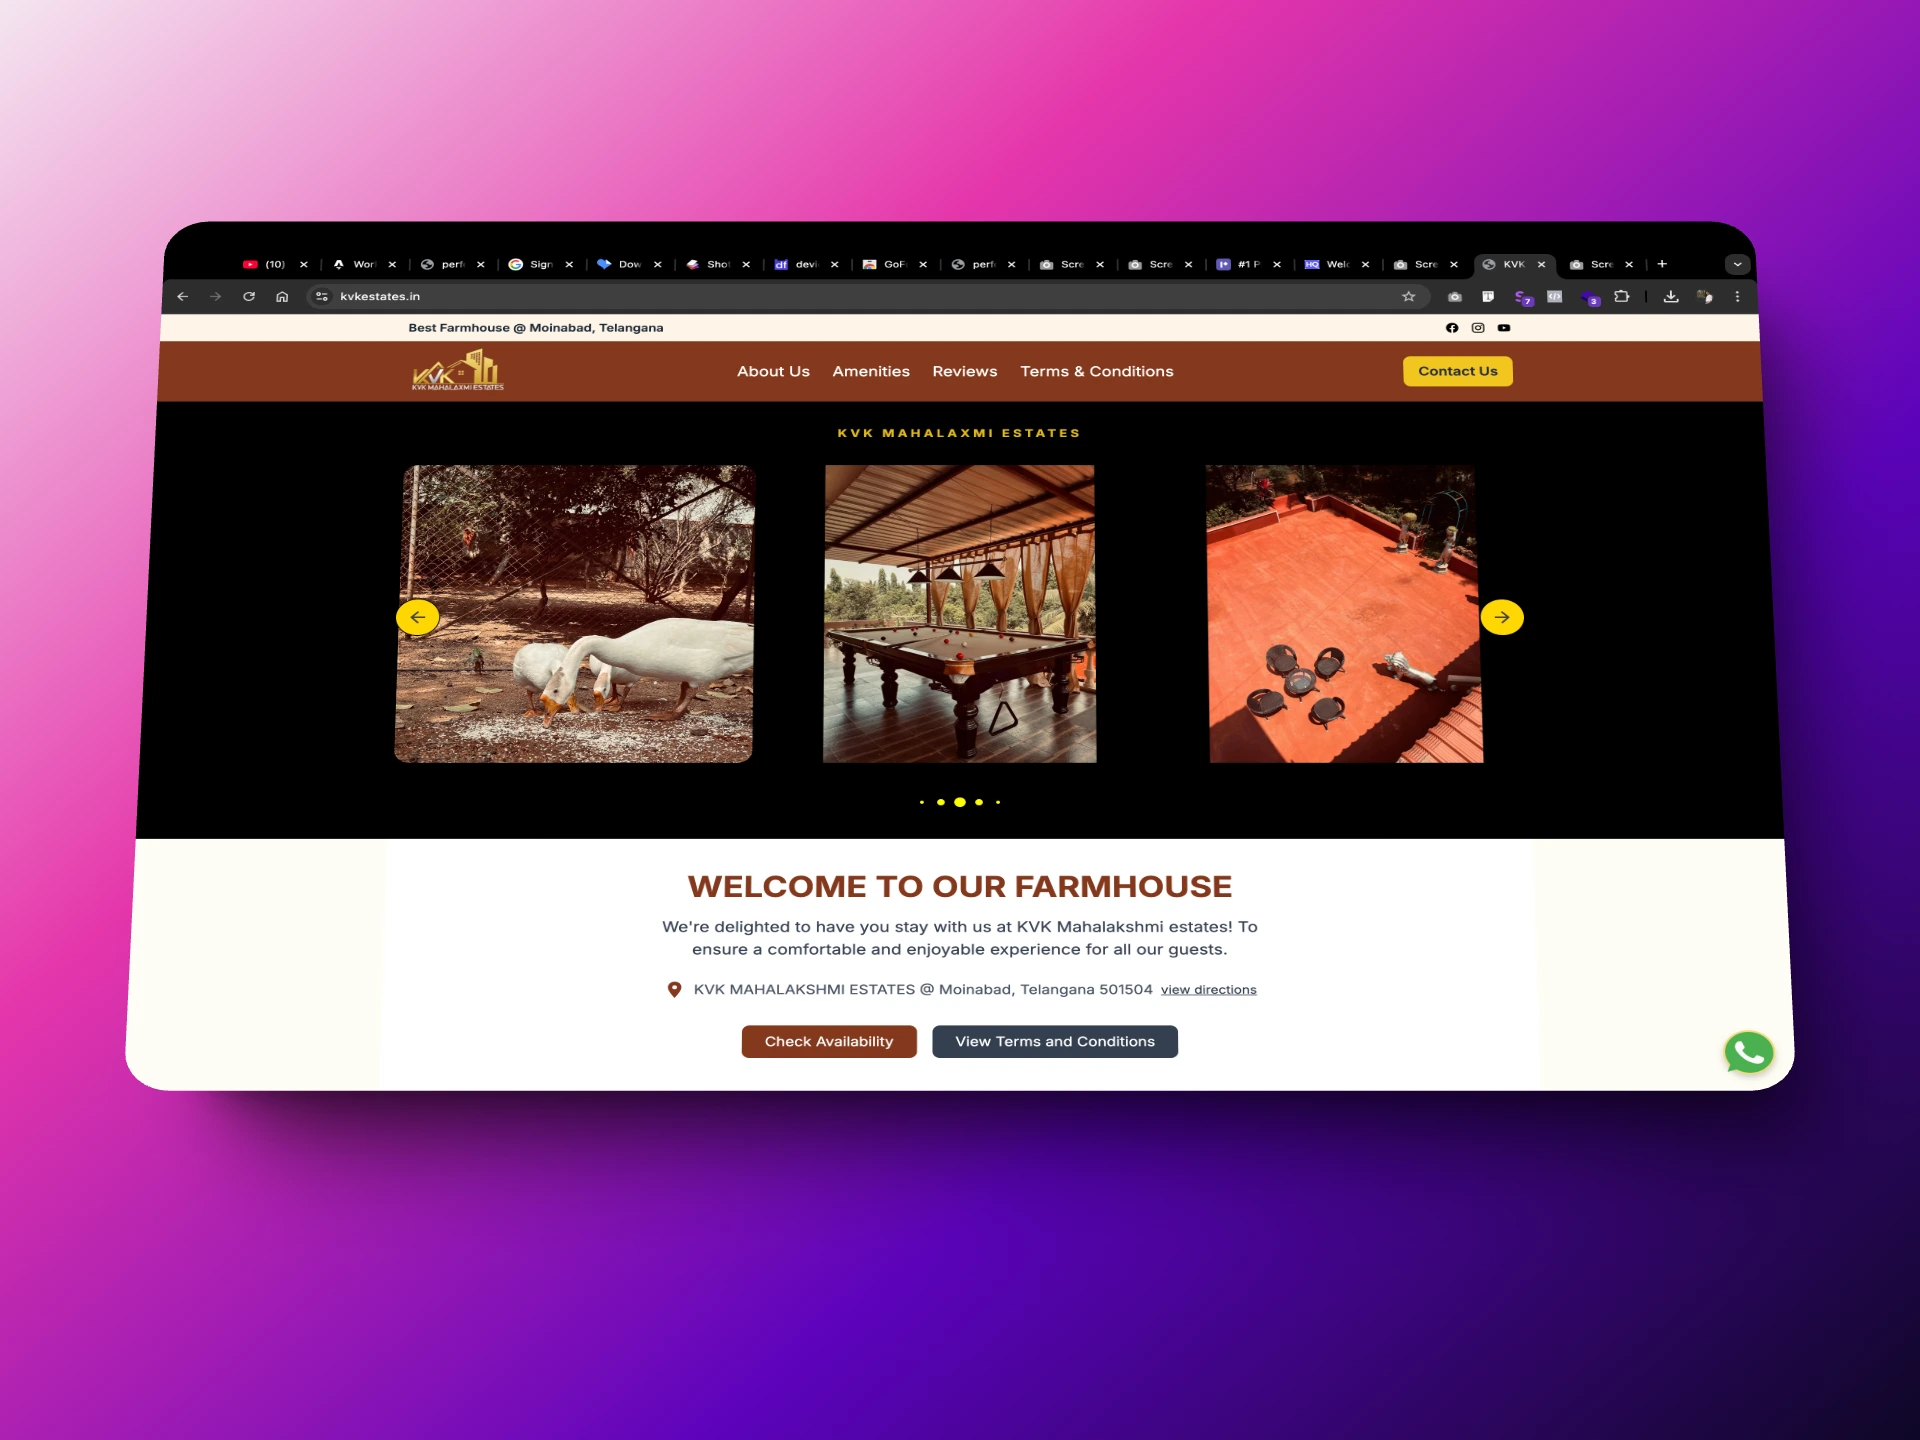 (10) Wor perf Sign Dow Sho devi GoF perf Scre Scre #1 P Welc Scre KVK Scre
kvkestates.in
7 3
Best Farmhouse @ Moinabad, Telangana
KVK
KVK MAHALAXMI ESTATES
About Us Amenities Reviews Terms & Conditions Contact Us
KVK MAHALAXMI ESTATES
WELCOME TO OUR FARMHOUSE
We're delighted to have you stay with us at KVK Mahalakshmi estates! To
ensure a comfortable and enjoyable experience for all our guests.
KVK MAHALAKSHMI ESTATES @ Moinabad, Telangana 501504 view directions
Check Availability View Terms and Conditions